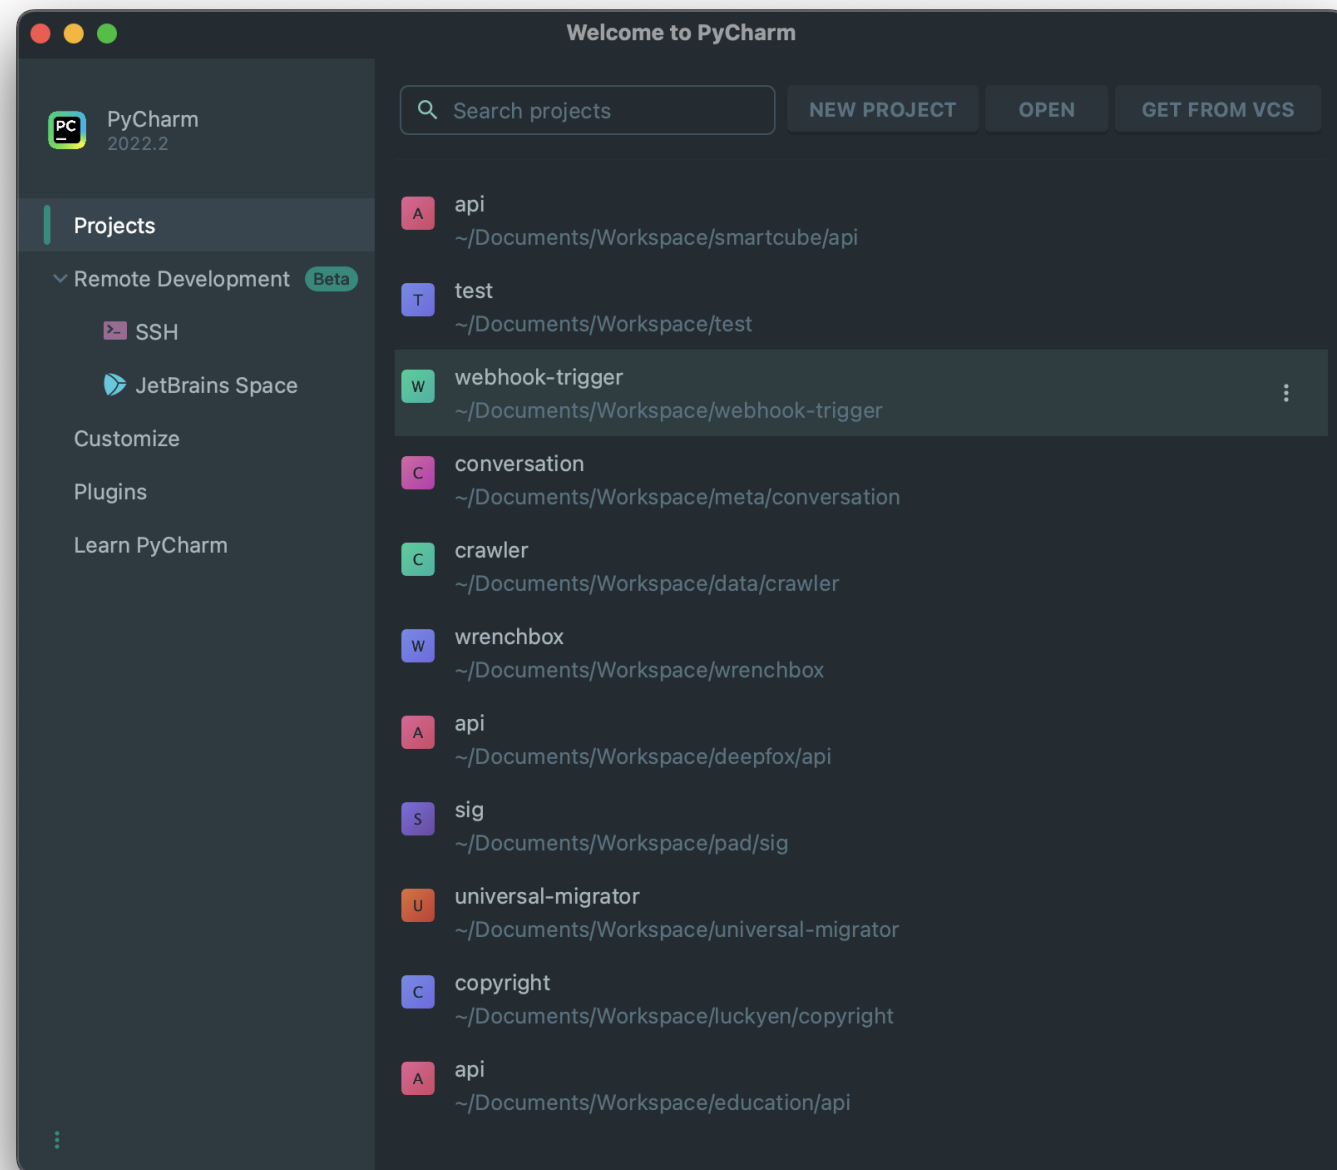 Welcome to PyCharm
PC
PyCharm
2022.2
Projects
Remote Development Beta
>_ SSH
JetBrains Space
Customize
Plugins
Learn PyCharm
Search projects NEW PROJECT OPEN GET FROM VCS
A api
~/Documents/Workspace/smartcube/api
T test
~/Documents/Workspace/test
W webhook-trigger
~/Documents/Workspace/webhook-trigger
C conversation
~/Documents/Workspace/meta/conversation
C crawler
~/Documents/Workspace/data/crawler
W wrenchbox
~/Documents/Workspace/wrenchbox
A api
~/Documents/Workspace/deepfox/api
S sig
~/Documents/Workspace/pad/sig
U universal-migrator
~/Documents/Workspace/universal-migrator
C copyright
~/Documents/Workspace/luckyen/copyright
A api
~/Documents/Workspace/education/api